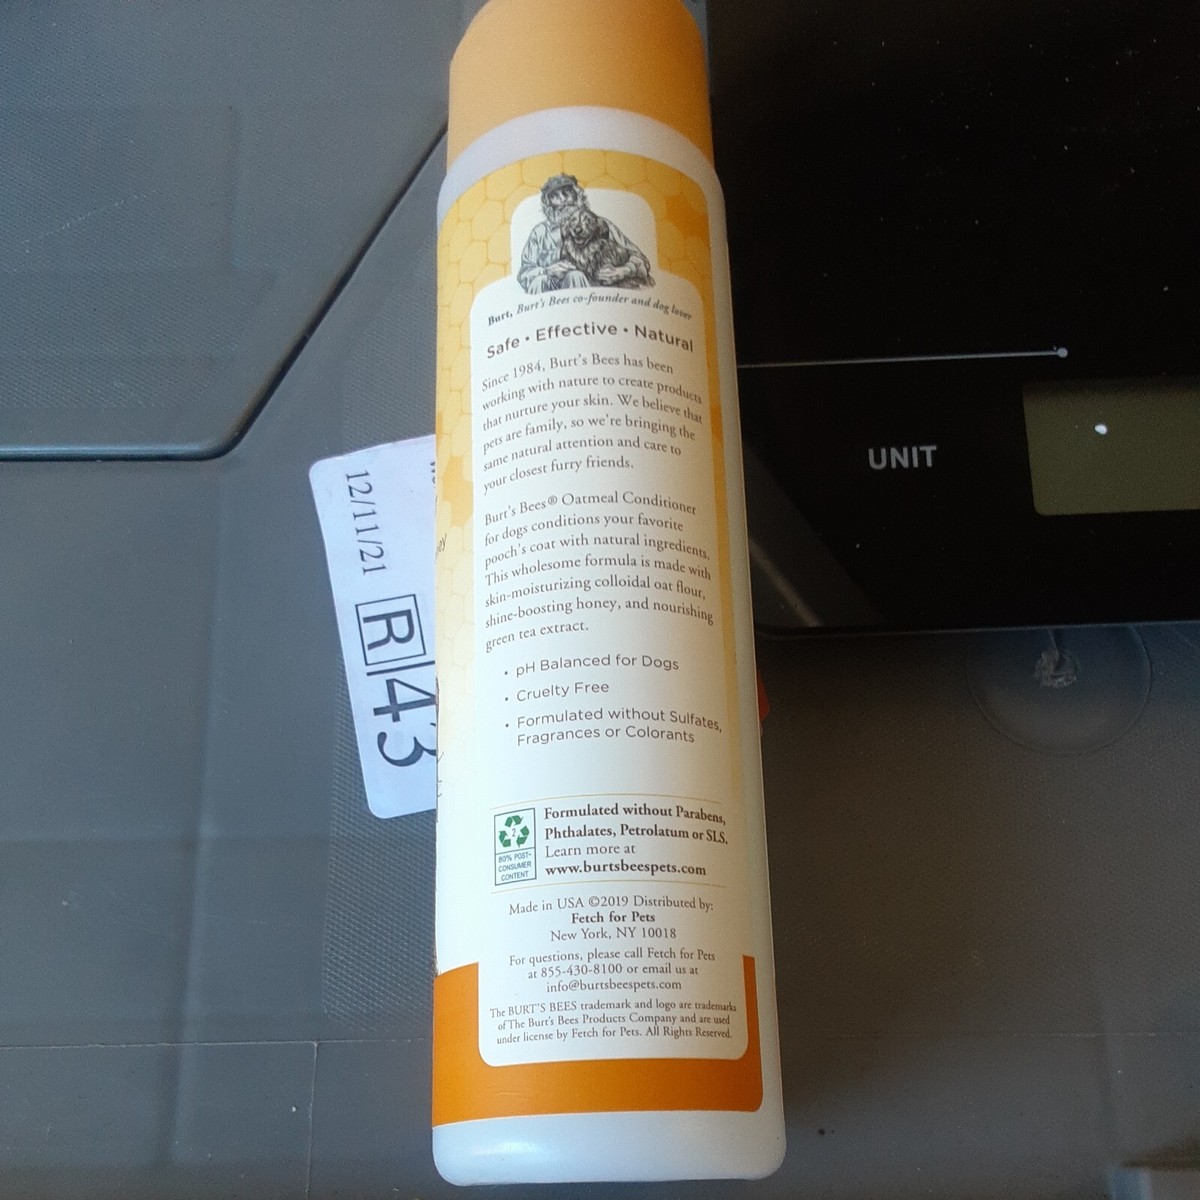 Burt, Burt's Bees co-founder and dog lover
Safe • Effective • Natural
Since 1984, Burt's Bees has been
working with nature to create products
that nurture your skin. We believe that
pets are family, so we're bringing the
same natural attention and care to
your closest furry friends.
Burt's Bees® Oatmeal Conditioner
for dogs conditions your favorite
pooch's coat with natural ingredients.
This wholesome formula is made with
skin-moisturizing colloidal oat flour,
shine-boosting honey, and nourishing
green tea extract.
• pH Balanced for Dogs
• Cruelty Free
• Formulated without Sulfates,
Fragrances or Colorants
2
80% POST-
CONSUMER
CONTENT
Formulated without Parabens,
Phthalates, Petrolatum or SLS.
Learn more at
www.burtsbeespets.com
Made in USA ©2019 Distributed by:
Fetch for Pets
New York, NY 10018
For questions, please call Fetch for Pets
at 855-430-8100 or email us at
info@burtsbeespets.com
The BURT'S BEES trademark and logo are trademarks
of The Burt's Bees Products Company and are used
under license by Fetch for Pets. All Rights Reserved.
12/11/21
R 43
UNIT